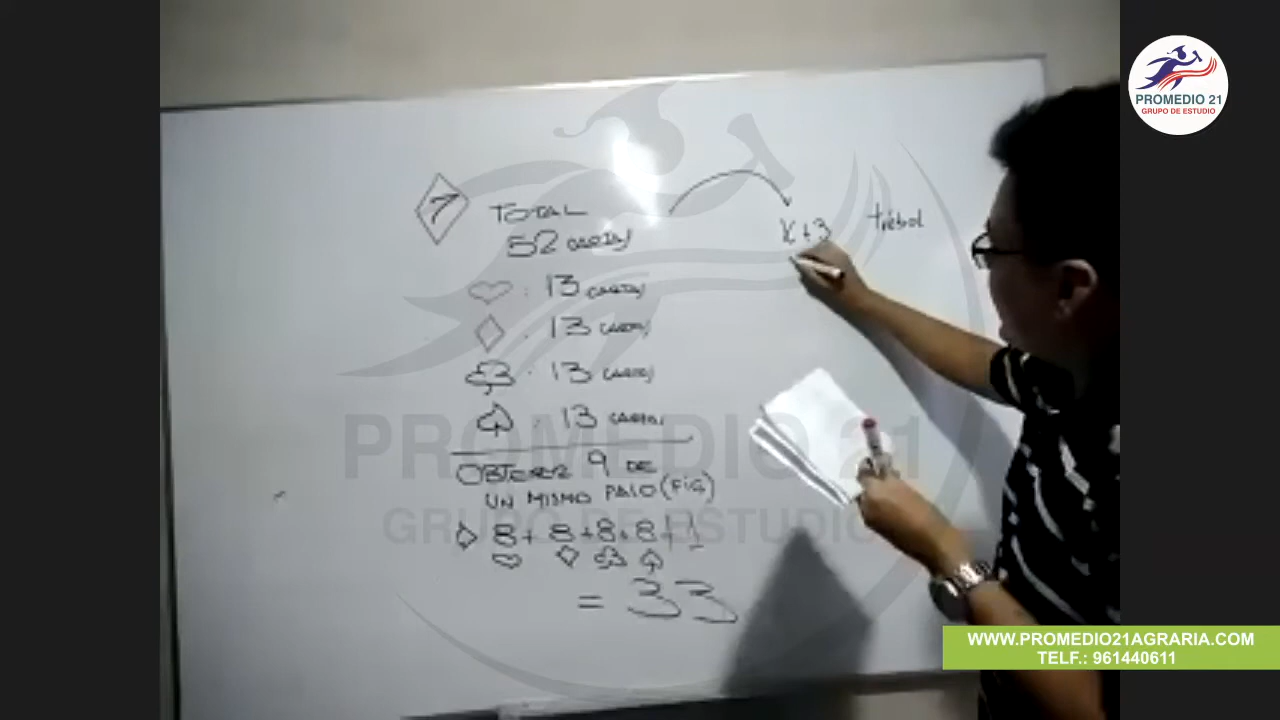 7
TOTAL
52 CARTAS
: 13 CARTAS
: 13 CARTAS
: 13 CARTAS
: 13 CARTAS
OBTENER 9 DE
UN MISMO PALO (FIG)
8 + 8 + 8 + 8 + 1
= 33
K + 3
trébol
PROMEDIO 21
GRUPO DE ESTUDIO
PROMEDIO 21
GRUPO DE ESTUDIO
WWW.PROMEDIO21AGRARIA.COM
TELF.: 961440611